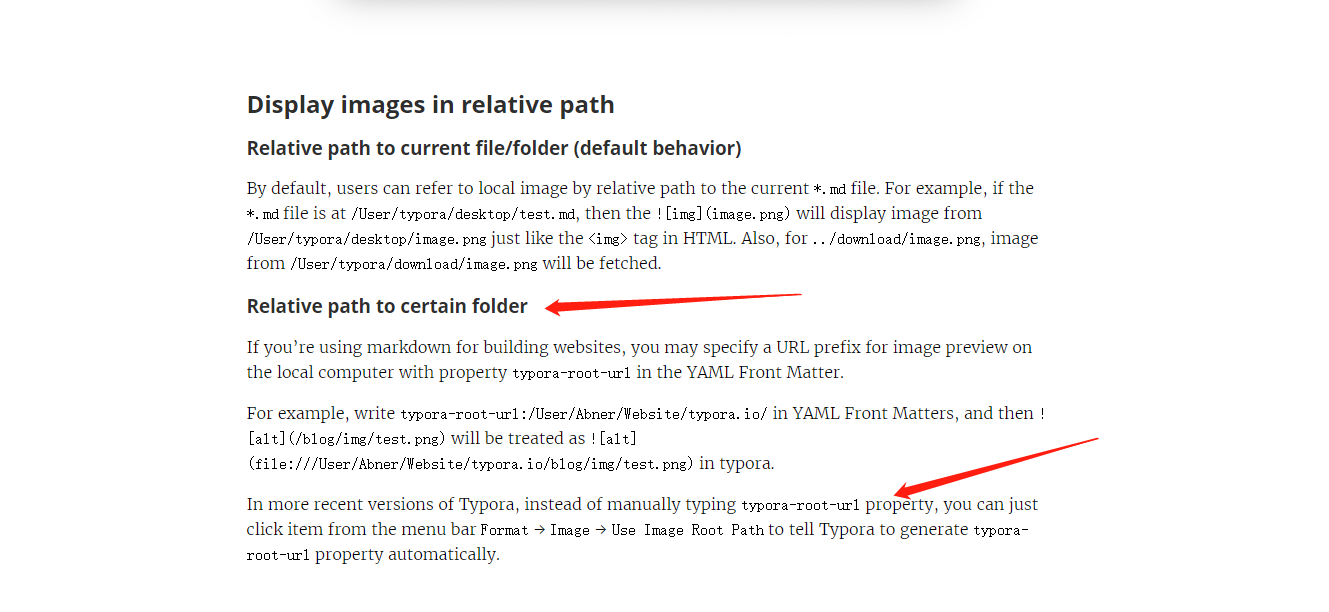 Display images in relative path
Relative path to current file/folder (default behavior)
By default, users can refer to local image by relative path to the current *.md file. For example, if the
*.md file is at /User/typora/desktop/test.md, then the ![img](image.png) will display image from
/User/typora/desktop/image.png just like the <img> tag in HTML. Also, for ../download/image.png, image
from /User/typora/download/image.png will be fetched.
Relative path to certain folder
If you’re using markdown for building websites, you may specify a URL prefix for image preview on
the local computer with property typora-root-url in the YAML Front Matter.
For example, write typora-root-url:/User/Abner/Website/typora.io/ in YAML Front Matters, and then !
[alt](/blog/img/test.png) will be treated as ![alt]
(file:///User/Abner/Website/typora.io/blog/img/test.png) in typora.
In more recent versions of Typora, instead of manually typing typora-root-url property, you can just
click item from the menu bar Format → Image → Use Image Root Path to tell Typora to generate typora-
root-url property automatically.